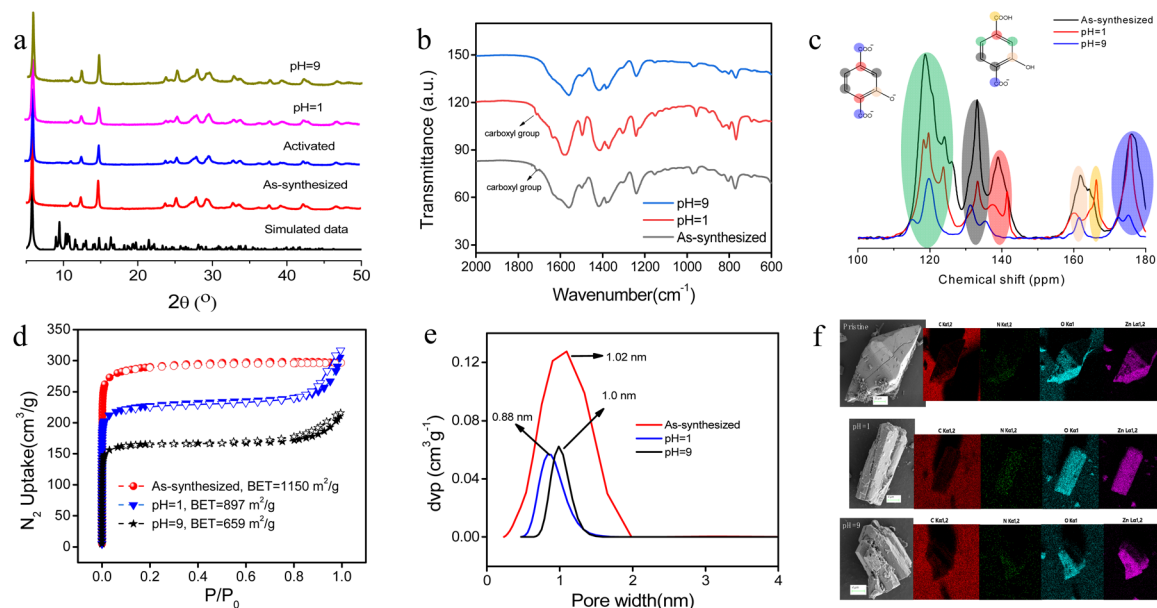 a
pH=9
pH=1
Activated
As-synthesized
Simulated data
10 20 30 40 50
2θ (°)
b
Transmittance (a.u.)
150
120
90
60
30
carboxyl group
carboxyl group
pH=9
pH=1
As-synthesized
2000 1800 1600 1400 1200 1000 800 600
Wavenumber(cm⁻¹)
c
COO⁻
O⁻
COO⁻
COOH
OH
COO⁻
As-synthesized
pH=1
pH=9
100 120 140 160 180
Chemical shift (ppm)
d
N₂ Uptake(cm³/g)
350
300
250
200
150
100
50
0
As-synthesized, BET=1150 m²/g
pH=1, BET=897 m²/g
pH=9, BET=659 m²/g
0.0 0.2 0.4 0.6 0.8 1.0
P/P₀
e
dvp (cm³g⁻¹)
0.12
0.08
0.04
0.00
1.02 nm
1.0 nm
0.88 nm
As-synthesized
pH=1
pH=9
0 1 2 3 4
Pore width(nm)
f
Pristine
C Kα1,2 N Kα1,2 O Kα1 Zn Lα1,2
pH=1
C Kα1,2 N Kα1,2 O Kα1 Zn Lα1,2
pH=9
C Kα1,2 N Kα1,2 O Kα1 Zn Lα1,2